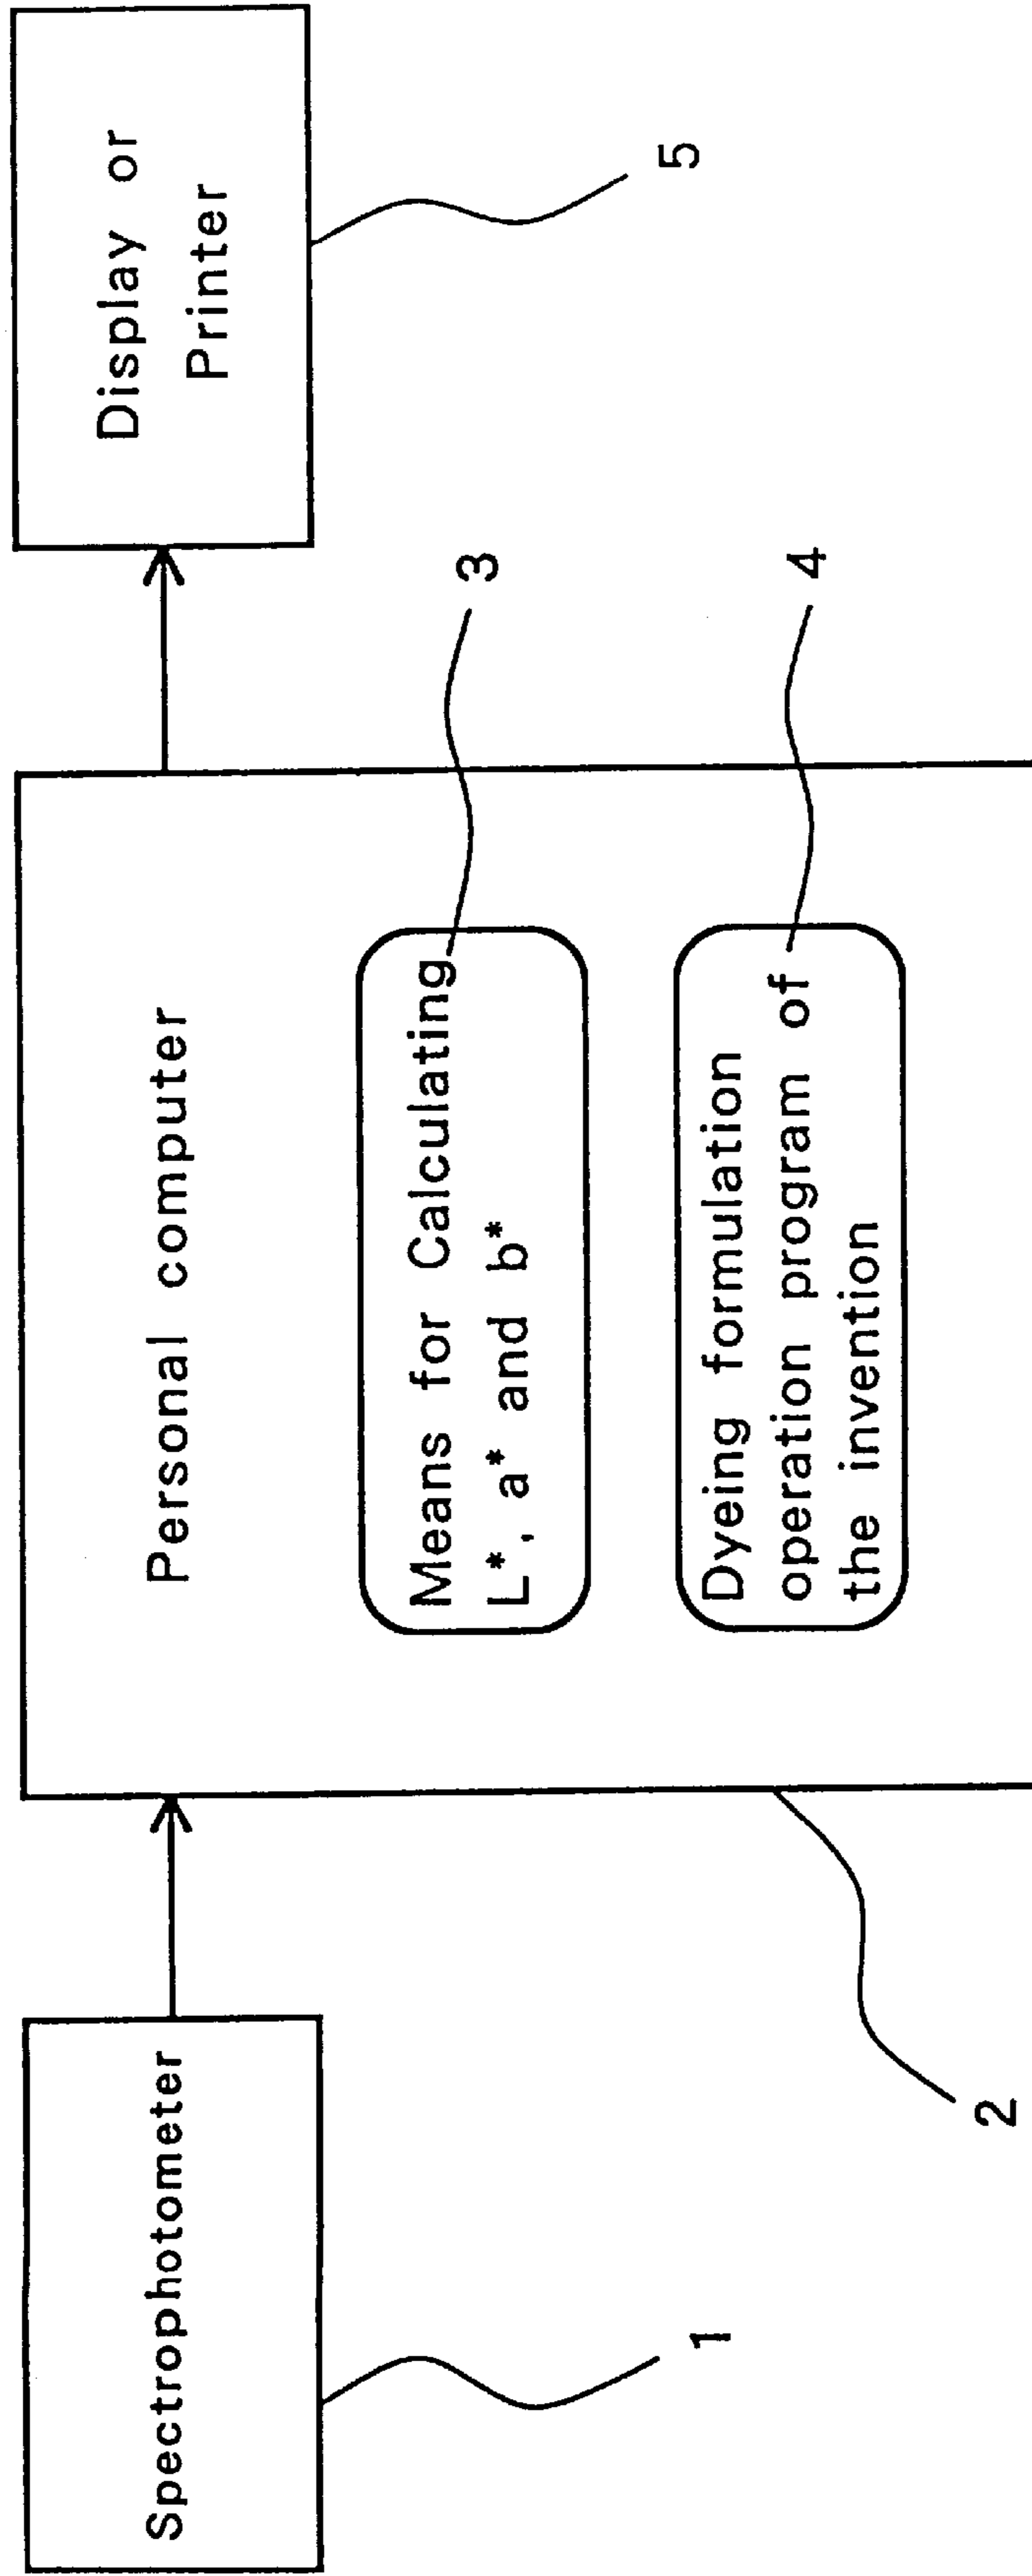 Spectrophotometer
1
Personal computer
2
Means for Calculating
L*, a* and b*
3
Dyeing formulation
operation program of
the invention
4
Display or
Printer
5